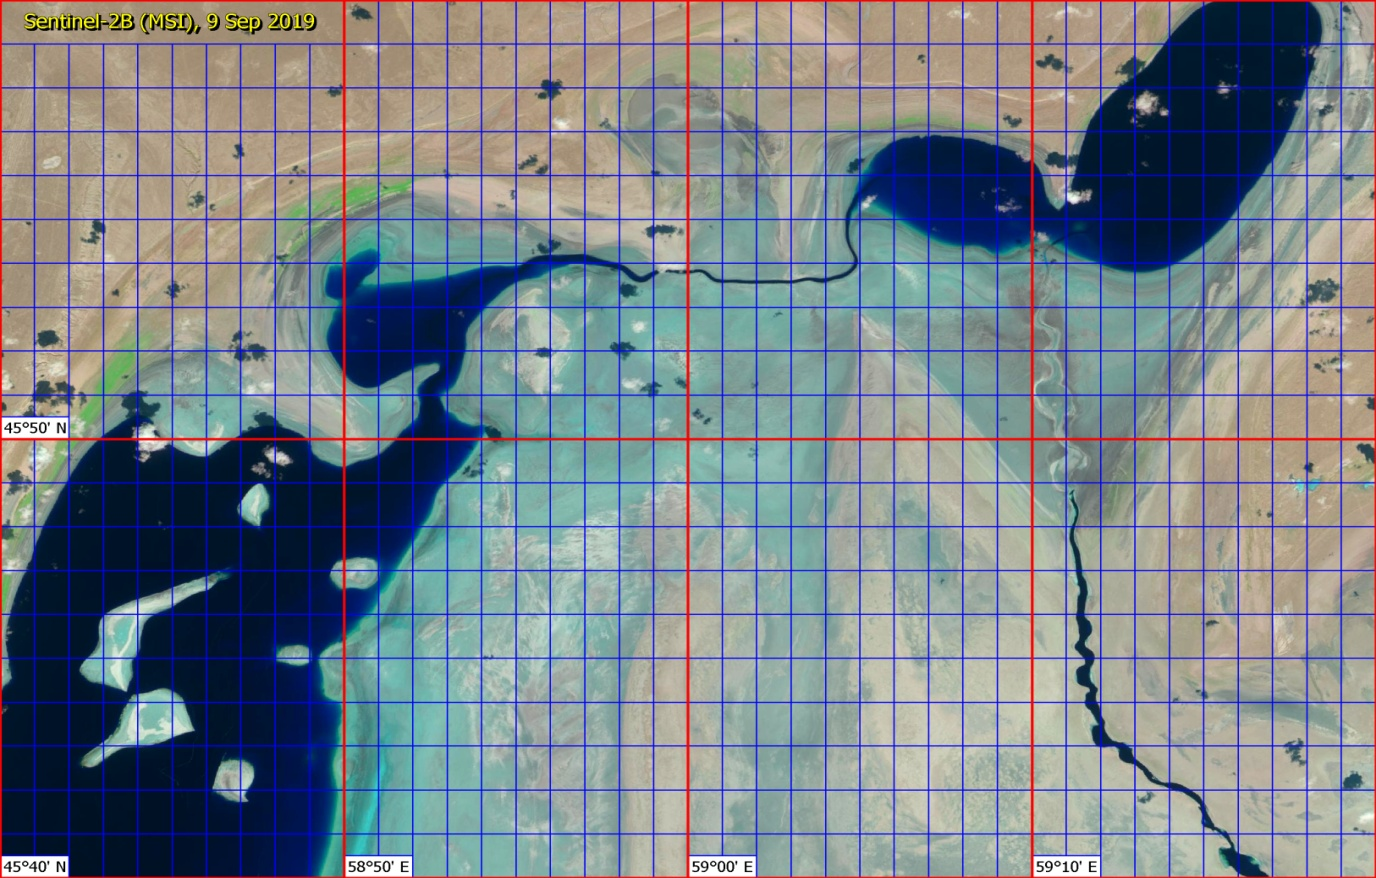 Sentinel-2B (MSI), 9 Sep 2019
45°50' N
45°40' N
58°50' E
59°00' E
59°10' E